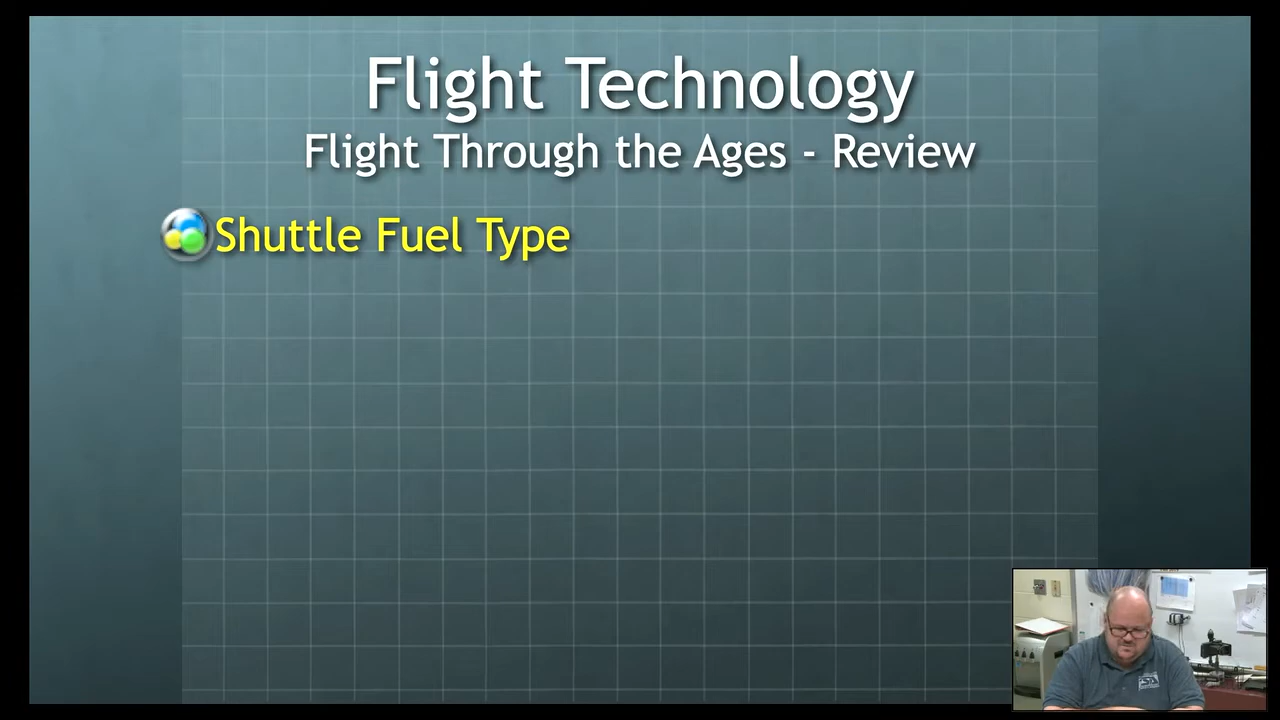 Flight Technology
Flight Through the Ages - Review
Shuttle Fuel Type